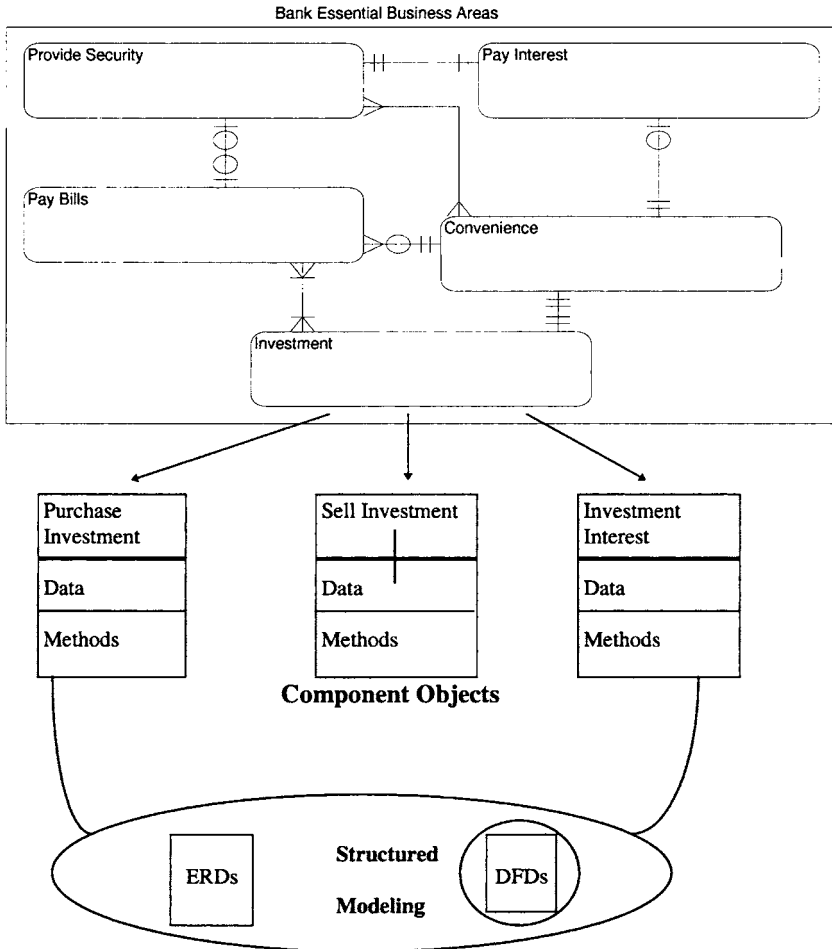 Bank Essential Business Areas
Provide Security
Pay Interest
Pay Bills
Convenience
Investment
Purchase
Investment
Data
Methods
Sell Investment
Data
Methods
Investment
Interest
Data
Methods
Component Objects
ERDs
Structured
Modeling
DFDs